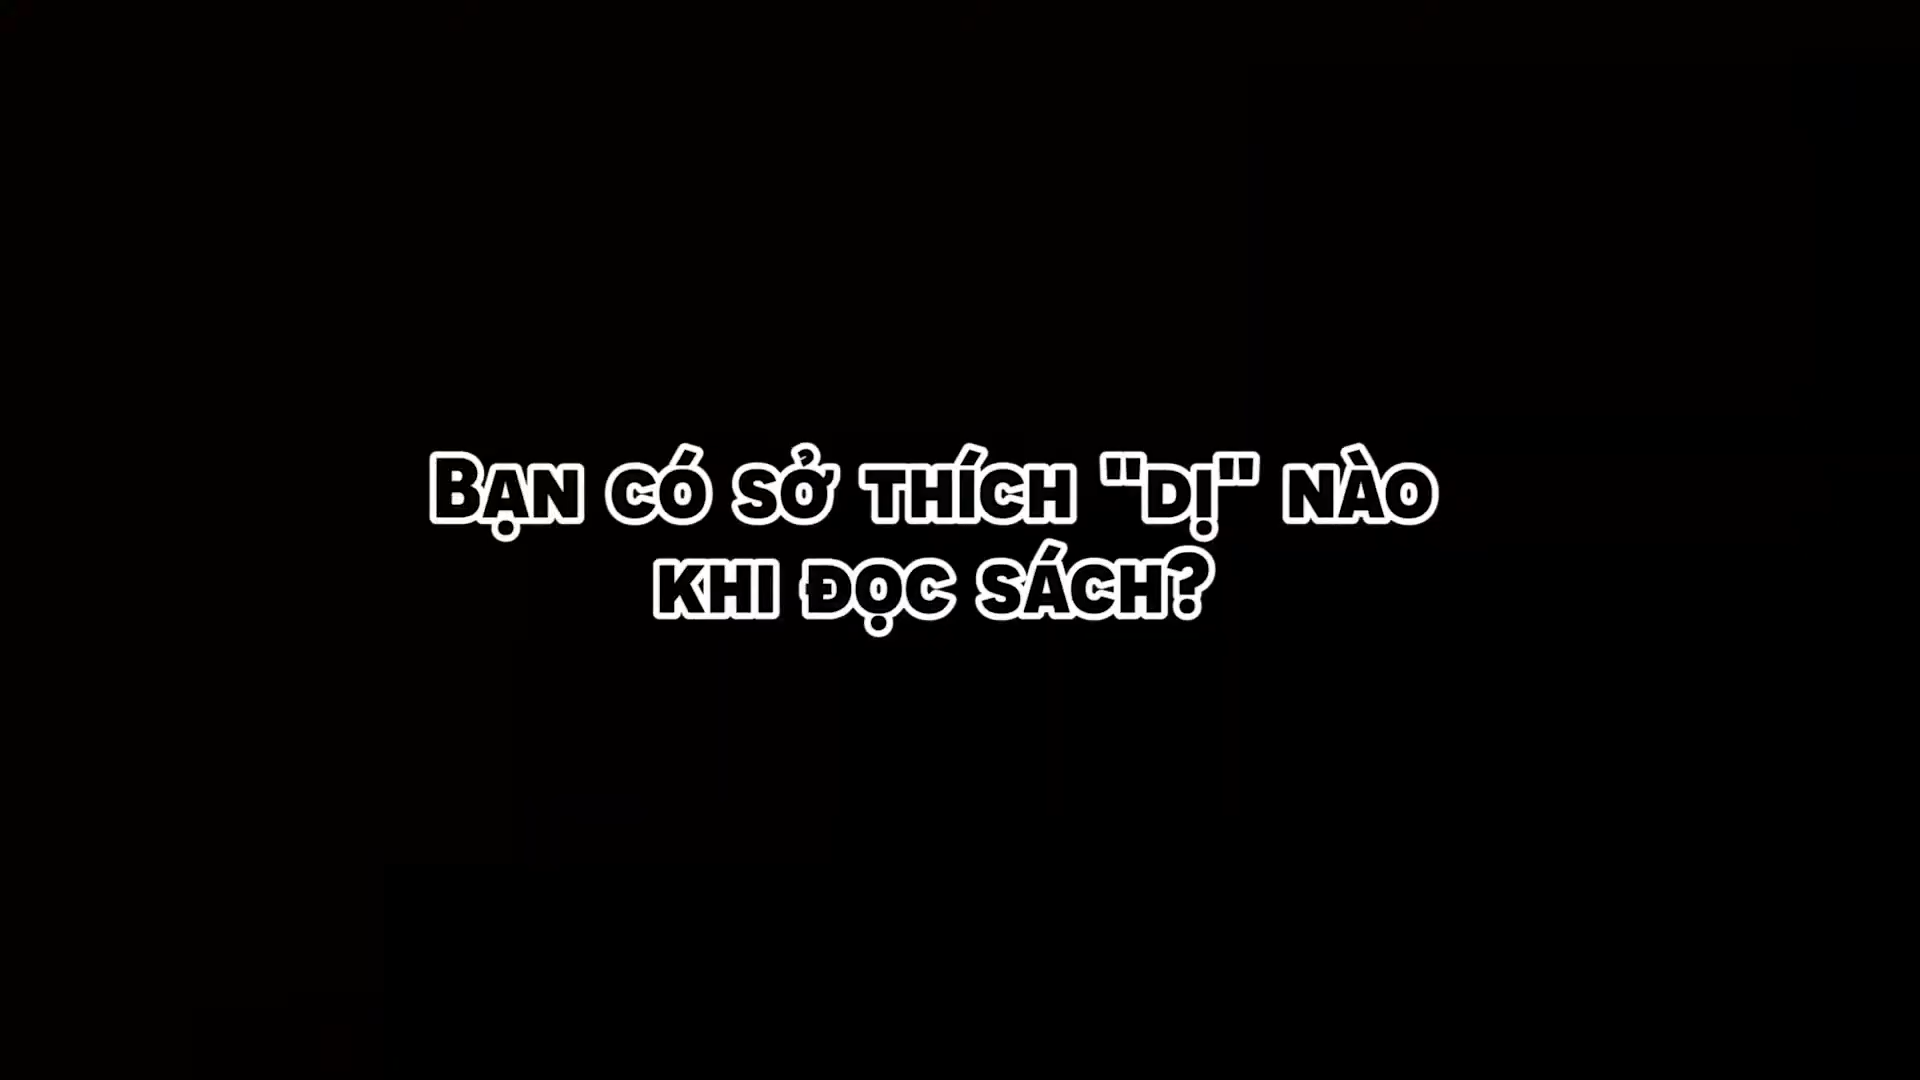 Bạn có sở thích "dị" nào
khi đọc sách?